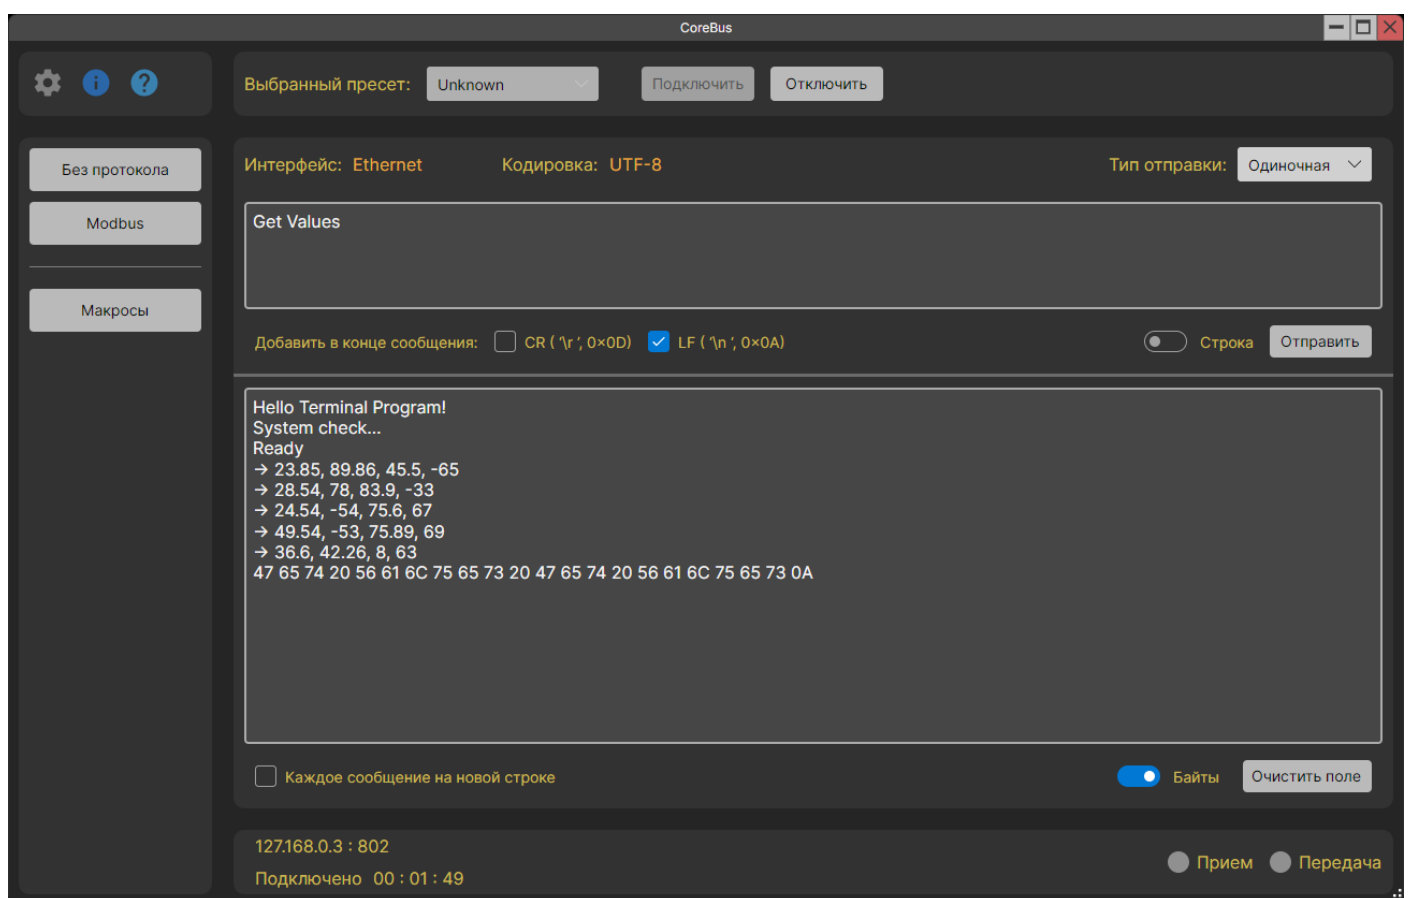 CoreBus
Выбранный пресет: Unknown Подключить Отключить
Без протокола
Modbus
Макросы
Интерфейс: Ethernet Кодировка: UTF-8 Тип отправки: Одиночная
Get Values
Добавить в конце сообщения: CR ( '\r ', 0×0D) LF ( '\n ', 0×0A) Строка Отправить
Hello Terminal Program!
System check...
Ready
→ 23.85, 89.86, 45.5, -65
→ 28.54, 78, 83.9, -33
→ 24.54, -54, 75.6, 67
→ 49.54, -53, 75.89, 69
→ 36.6, 42.26, 8, 63
47 65 74 20 56 61 6C 75 65 73 20 47 65 74 20 56 61 6C 75 65 73 0A
Каждое сообщение на новой строке Байты Очистить поле
127.168.0.3 : 802
Подключено 00 : 01 : 49
Прием Передача